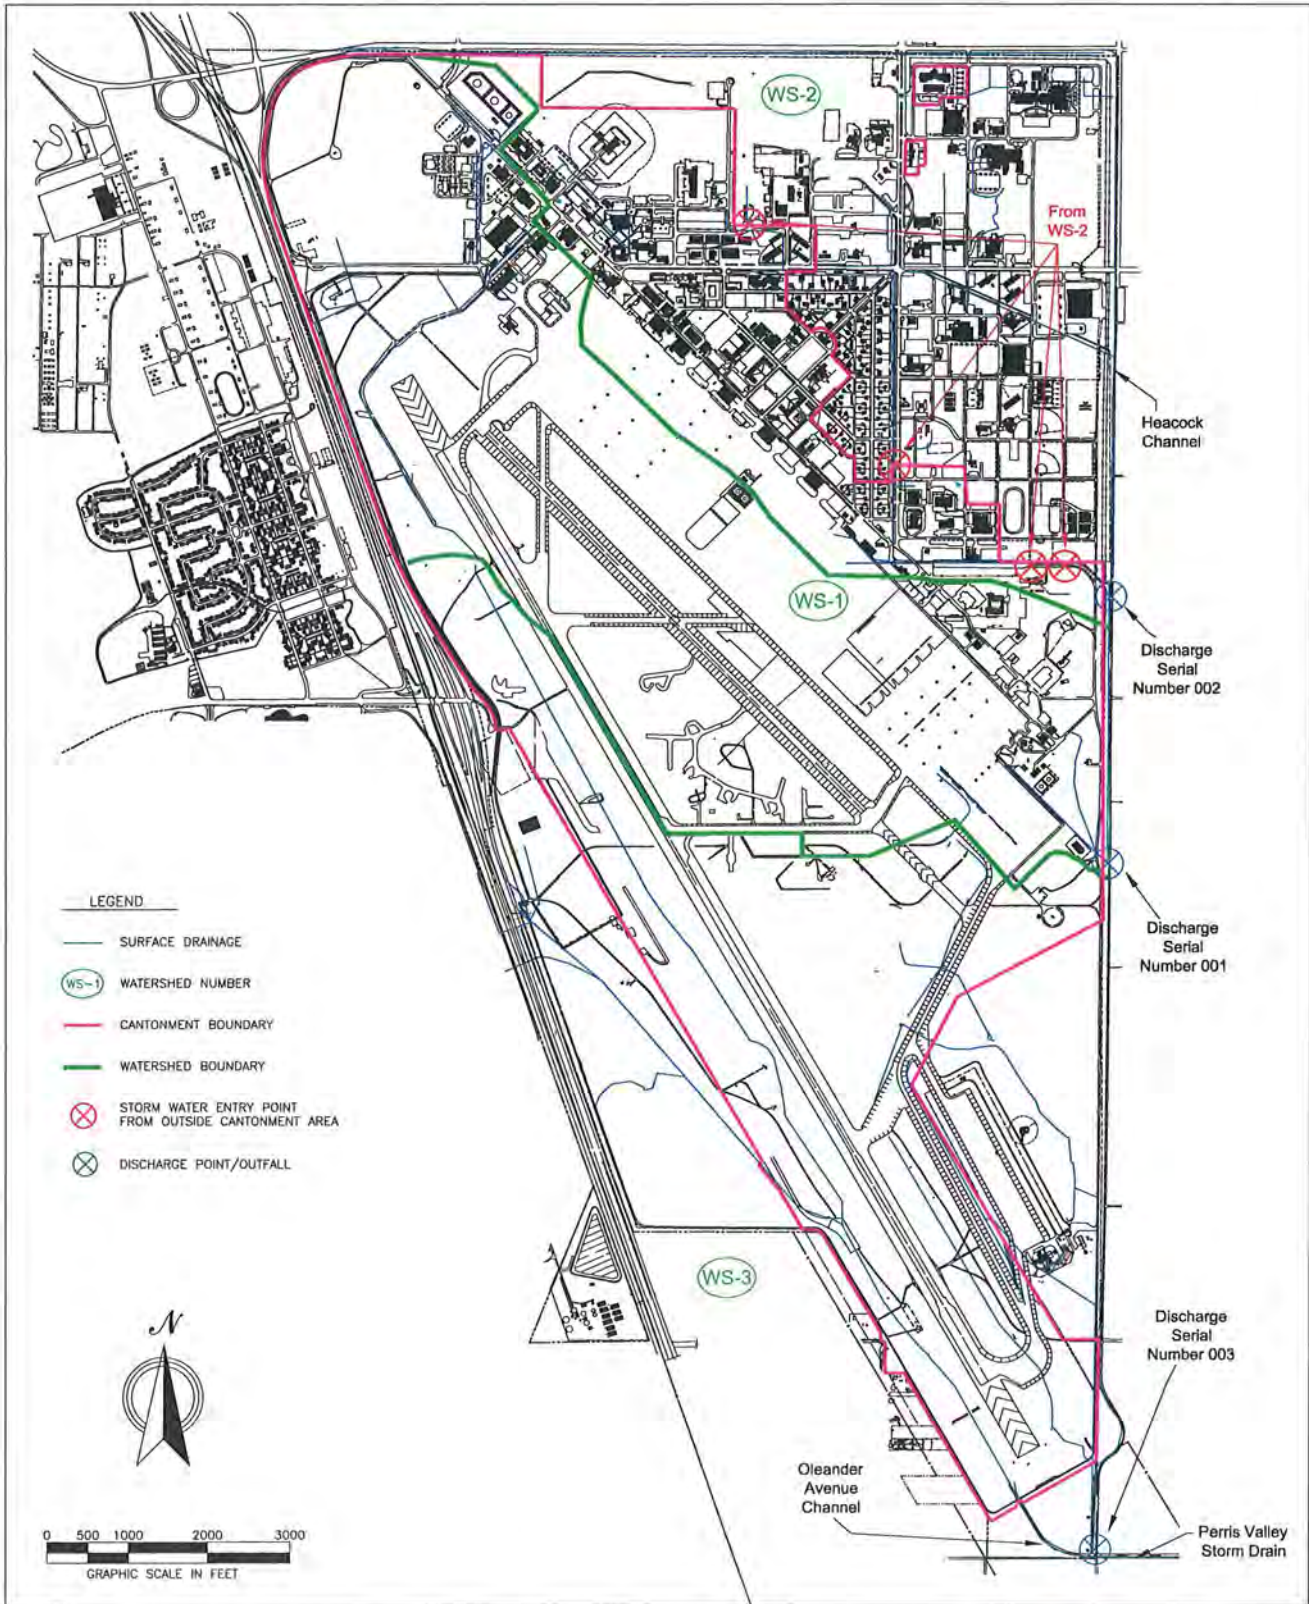 WS-2
From
WS-2
Heacock
Channel
WS-1
Discharge
Serial
Number 002
Discharge
Serial
Number 001
LEGEND
SURFACE DRAINAGE
WS-1 WATERSHED NUMBER
CANTONMENT BOUNDARY
WATERSHED BOUNDARY
STORM WATER ENTRY POINT
FROM OUTSIDE CANTONMENT AREA
DISCHARGE POINT/OUTFALL
WS-3
N
Discharge
Serial
Number 003
Oleander
Avenue
Channel
Perris Valley
Storm Drain
0 500 1000 2000 3000
GRAPHIC SCALE IN FEET